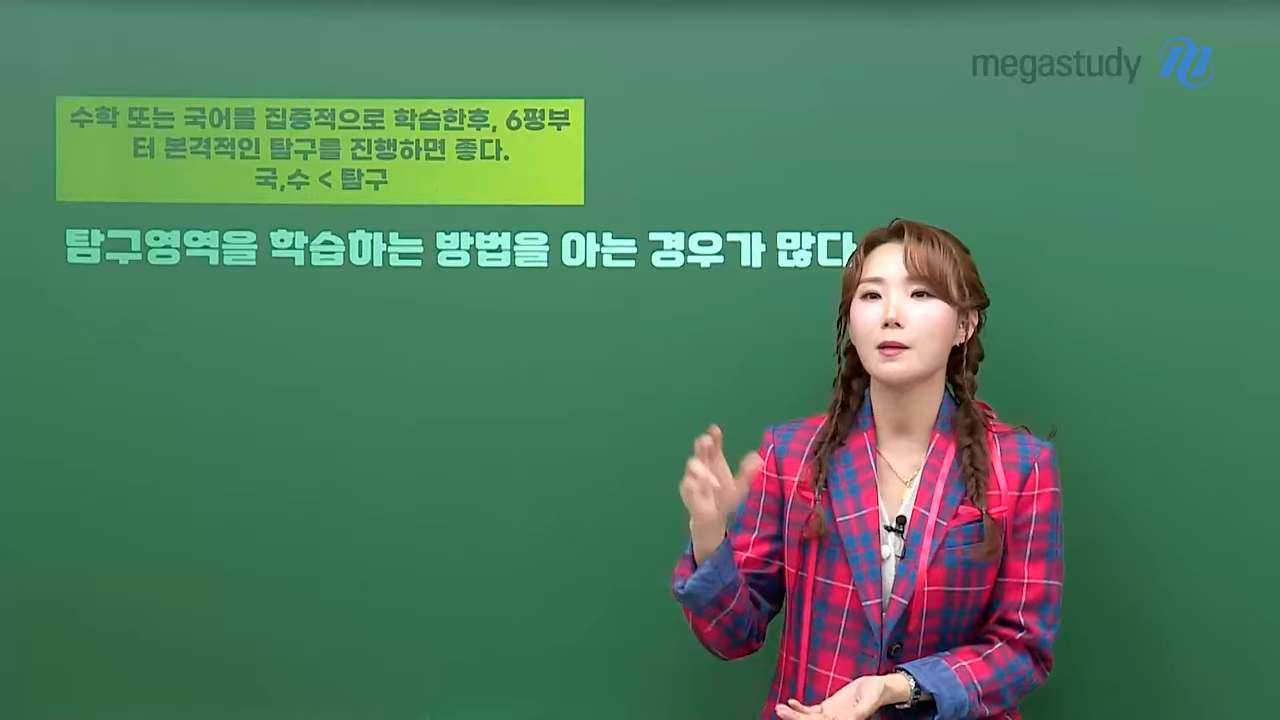 megastudy
수학 또는 국어를 집중적으로 학습한후, 6평부
터 본격적인 탐구를 진행하면 좋다.
국,수 < 탐구
탐구영역을 학습하는 방법을 아는 경우가 많다